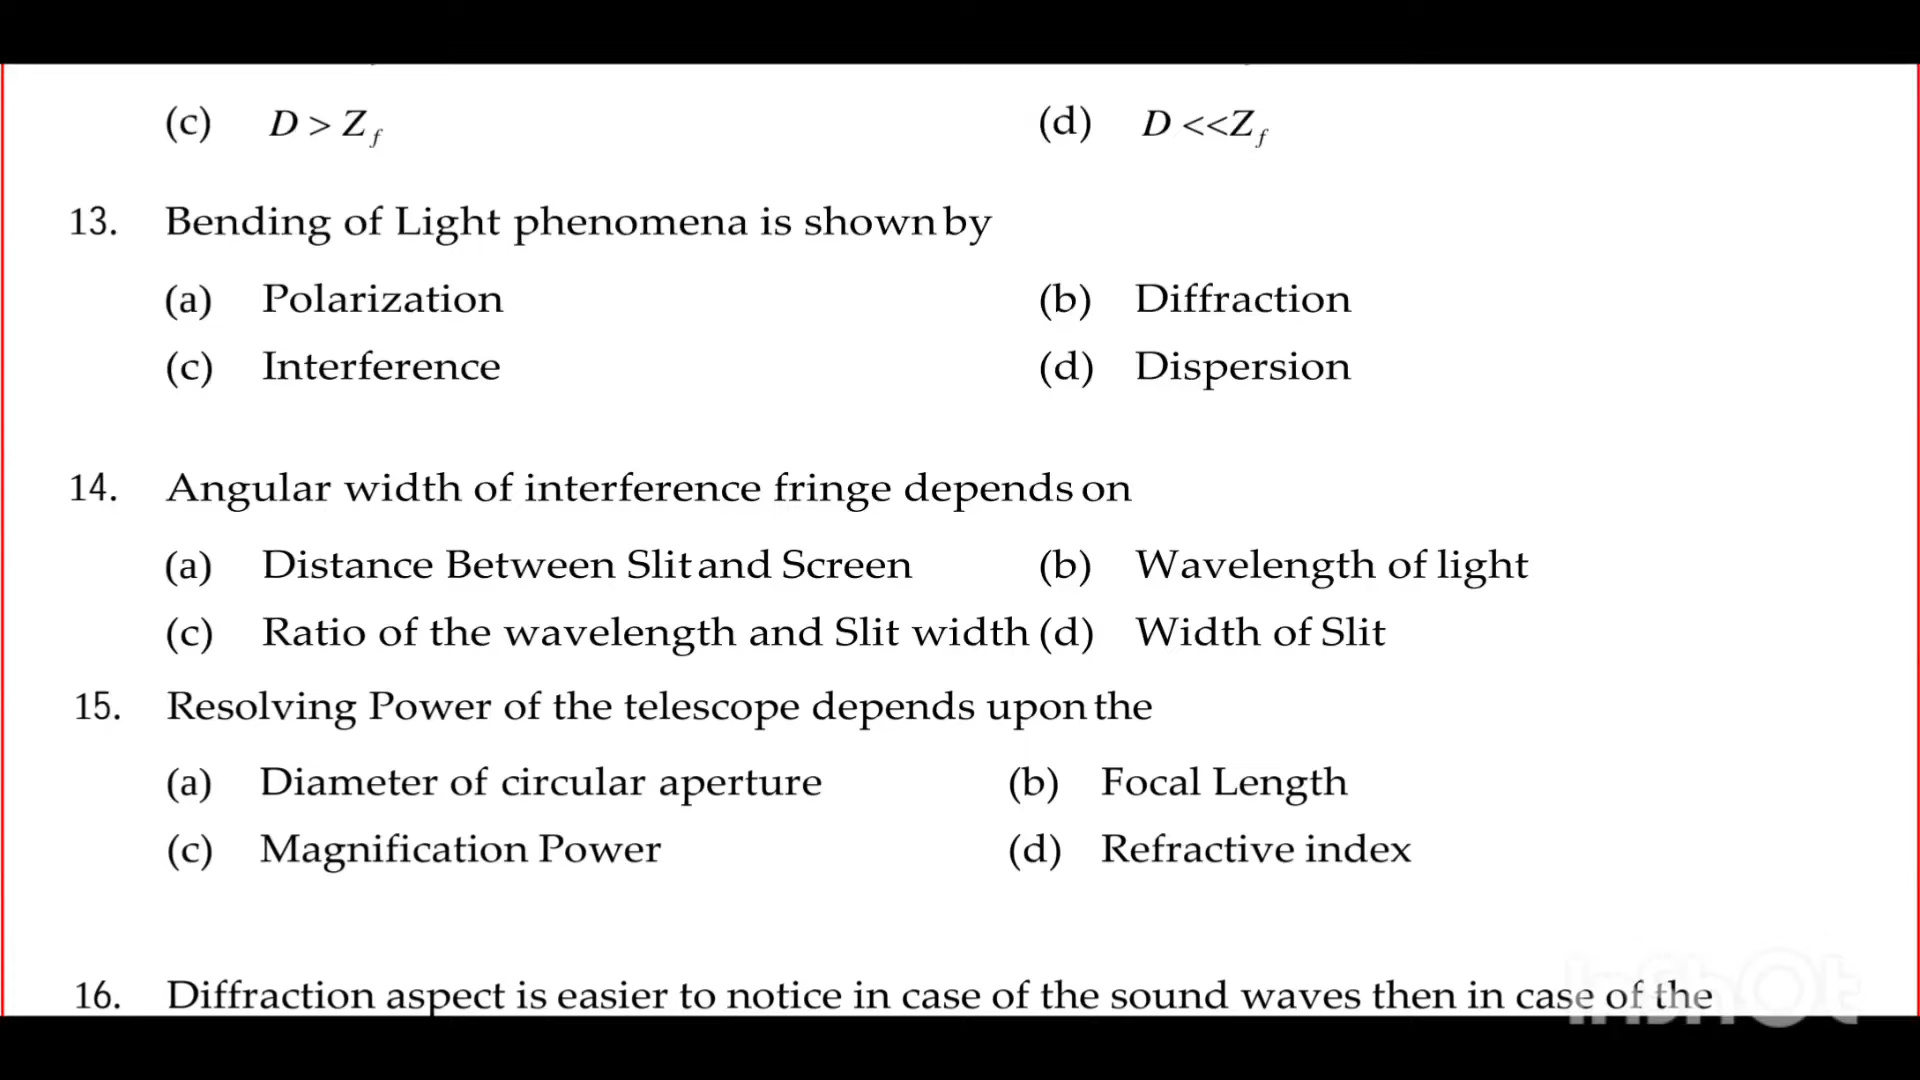 (c) D > Z_f (d) D <<Z_f
13. Bending of Light phenomena is shown by
(a) Polarization (b) Diffraction
(c) Interference (d) Dispersion
14. Angular width of interference fringe depends on
(a) Distance Between Slit and Screen (b) Wavelength of light
(c) Ratio of the wavelength and Slit width (d) Width of Slit
15. Resolving Power of the telescope depends upon the
(a) Diameter of circular aperture (b) Focal Length
(c) Magnification Power (d) Refractive index
16. Diffraction aspect is easier to notice in case of the sound waves then in case of the
InShOt